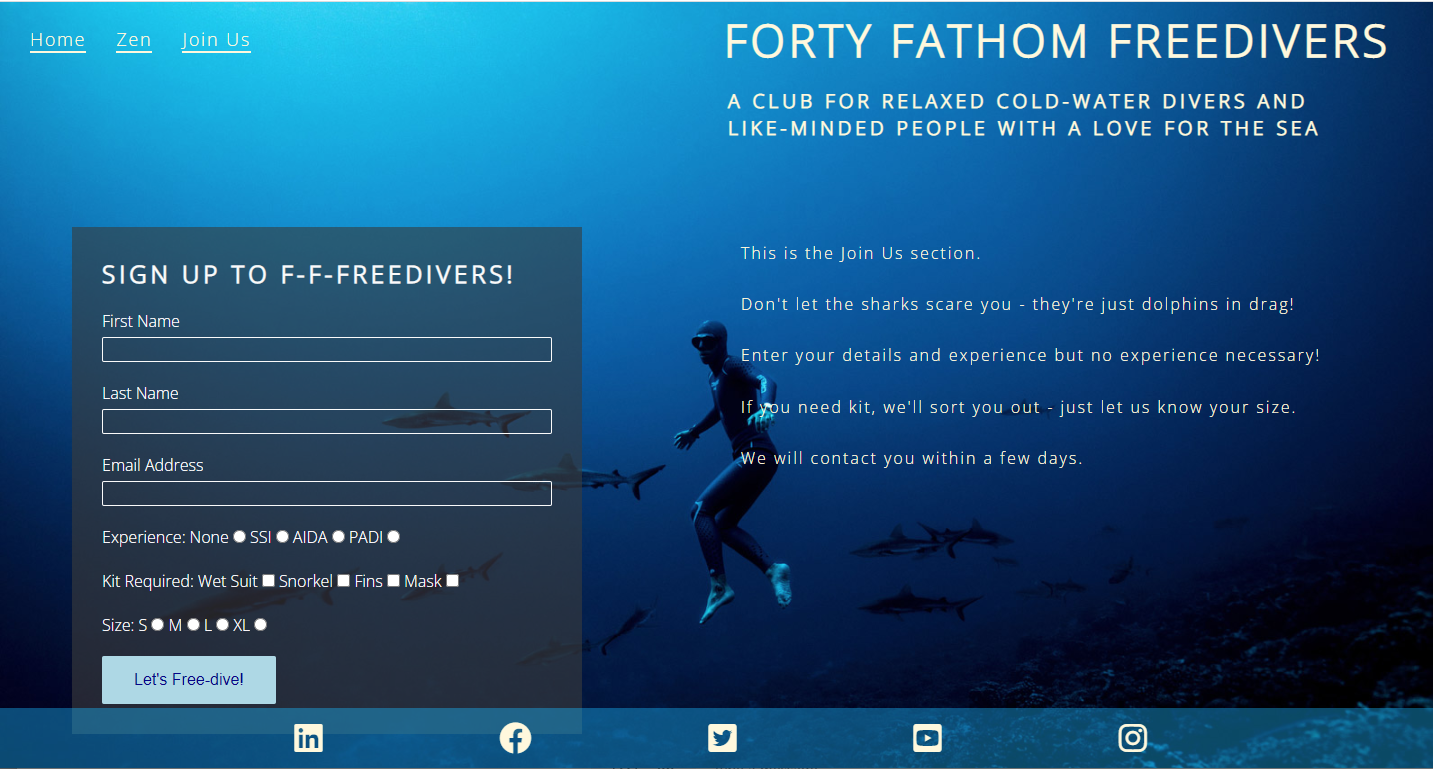 Home Zen Join Us
FORTY FATHOM FREEDIVERS
A CLUB FOR RELAXED COLD-WATER DIVERS AND
LIKE-MINDED PEOPLE WITH A LOVE FOR THE SEA
SIGN UP TO F-F-FREEDIVERS!
First Name
Last Name
Email Address
Experience: None SSI AIDA PADI
Kit Required: Wet Suit Snorkel Fins Mask
Size: S M L XL
Let's Free-dive!
This is the Join Us section.
Don't let the sharks scare you - they're just dolphins in drag!
Enter your details and experience but no experience necessary!
If you need kit, we'll sort you out - just let us know your size.
We will contact you within a few days.
in